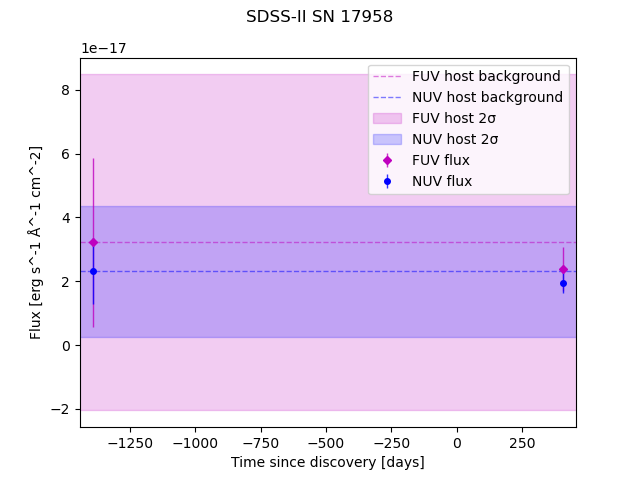 SDSS-II SN 17958
1e−17
FUV host background
NUV host background
FUV host 2σ
NUV host 2σ
FUV flux
NUV flux
8
6
4
2
0
−2
Flux [erg s^-1 Å^-1 cm^-2]
−1250 −1000 −750 −500 −250 0 250
Time since discovery [days]